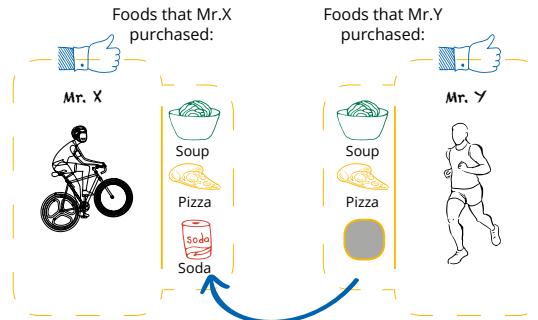 Foods that Mr.X
purchased:
Foods that Mr.Y
purchased:
Mr. X
Soup
Pizza
soda
Soda
Mr. Y
Soup
Pizza